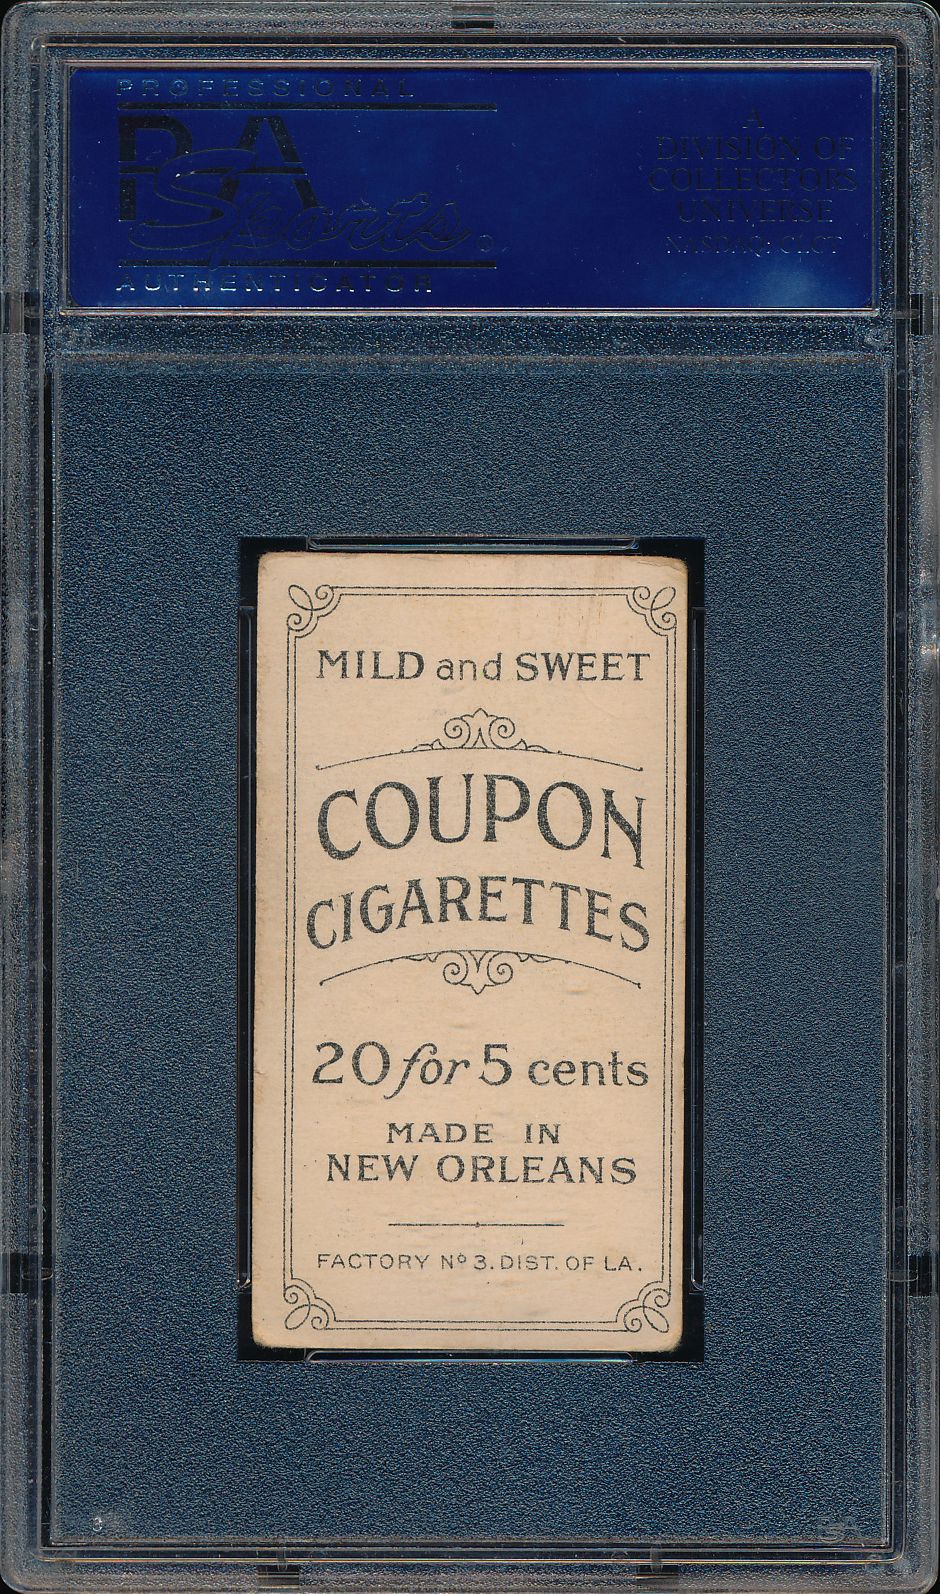 PROFESSIONAL
PSA
Sports
AUTHENTICATOR
A
DIVISION OF
COLLECTORS
UNIVERSE
NASDAQ: CLCT
MILD and SWEET
COUPON
CIGARETTES
20 for 5 cents
MADE IN
NEW ORLEANS
FACTORY Nº 3. DIST. OF LA.